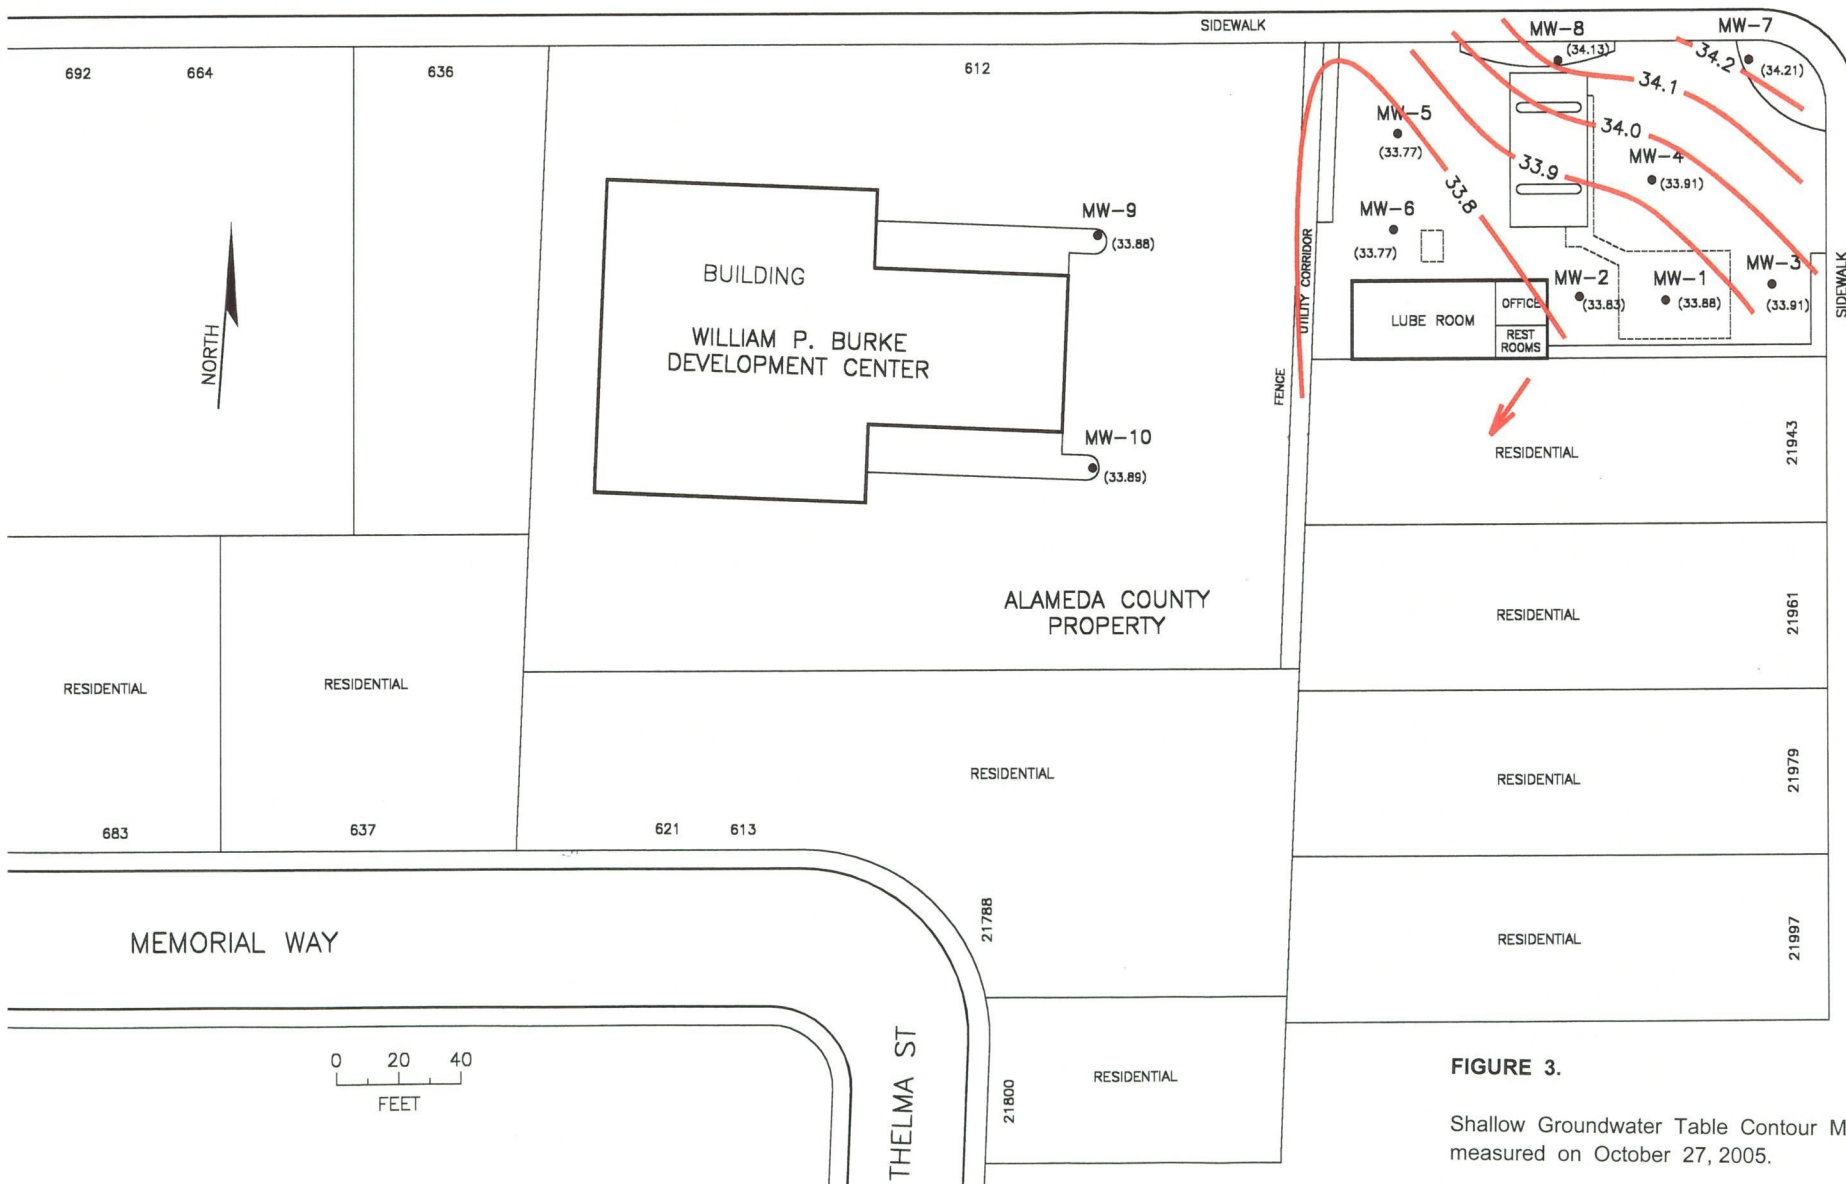 SIDEWALK
MW-8
(34.13)
MW-7
(34.21)
34.2
34.1
34.0
33.9
33.8
692
664
636
612
MW-5
(33.77)
MW-4
(33.91)
MW-6
(33.77)
MW-9
(33.88)
MW-3
(33.91)
MW-2
(33.83)
MW-1
(33.88)
SIDEWALK
UTILITY CORRIDOR
LUBE ROOM
OFFICE
REST
ROOMS
NORTH
BUILDING
WILLIAM P. BURKE
DEVELOPMENT CENTER
FENCE
MW-10
(33.89)
RESIDENTIAL
21943
ALAMEDA COUNTY
PROPERTY
RESIDENTIAL
21961
RESIDENTIAL
RESIDENTIAL
RESIDENTIAL
RESIDENTIAL
21979
683
637
621
613
21788
RESIDENTIAL
21997
MEMORIAL WAY
THELMA ST
0 20 40
FEET
21800
RESIDENTIAL
FIGURE 3.
Shallow Groundwater Table Contour M
measured on October 27, 2005.